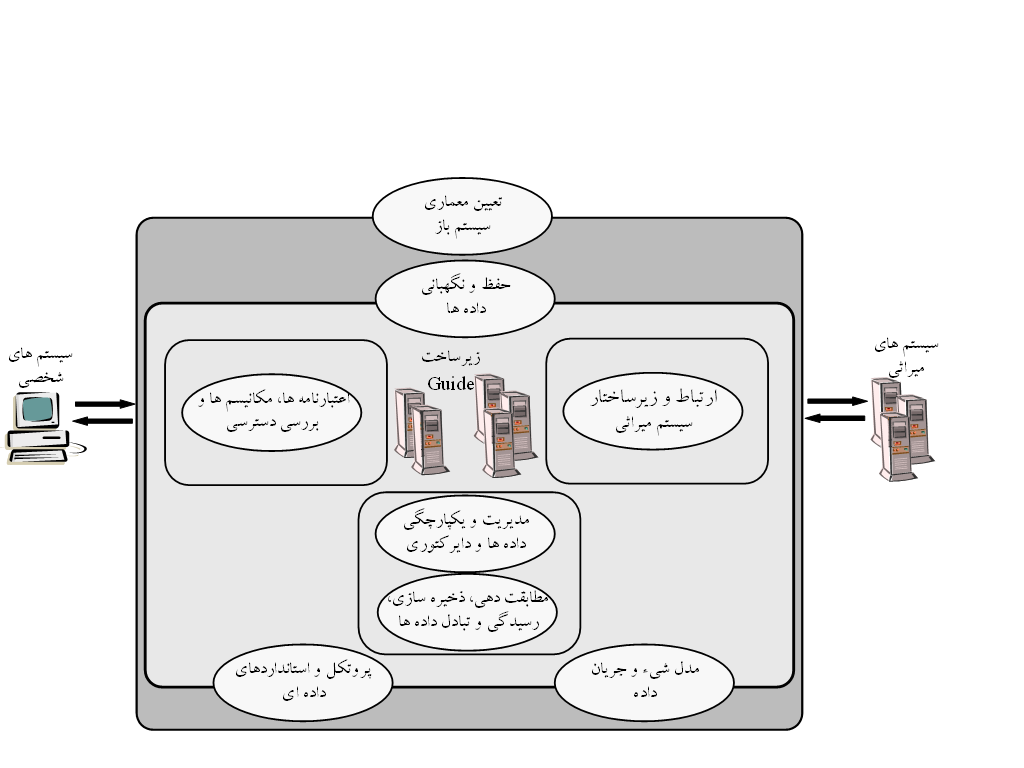 تعیین معماری
سیستم باز
حفظ و نگهبانی
داده ها
سیستم های
میراثی
زیرساخت
Guide
سیستم های
شخصی
ارتباط و زیرساختار
سیستم میراثی
اعتبارنامه ها، مکانیسم ها و
بررسی دسترسی
مدیریت و یکپارچگی
داده ها و دایرکتوری
مطابقت دهی، ذخیره سازی،
رسیدگی و تبادل داده ها
مدل شیء و جریان
داده
پروتکل و استانداردهای
داده ای